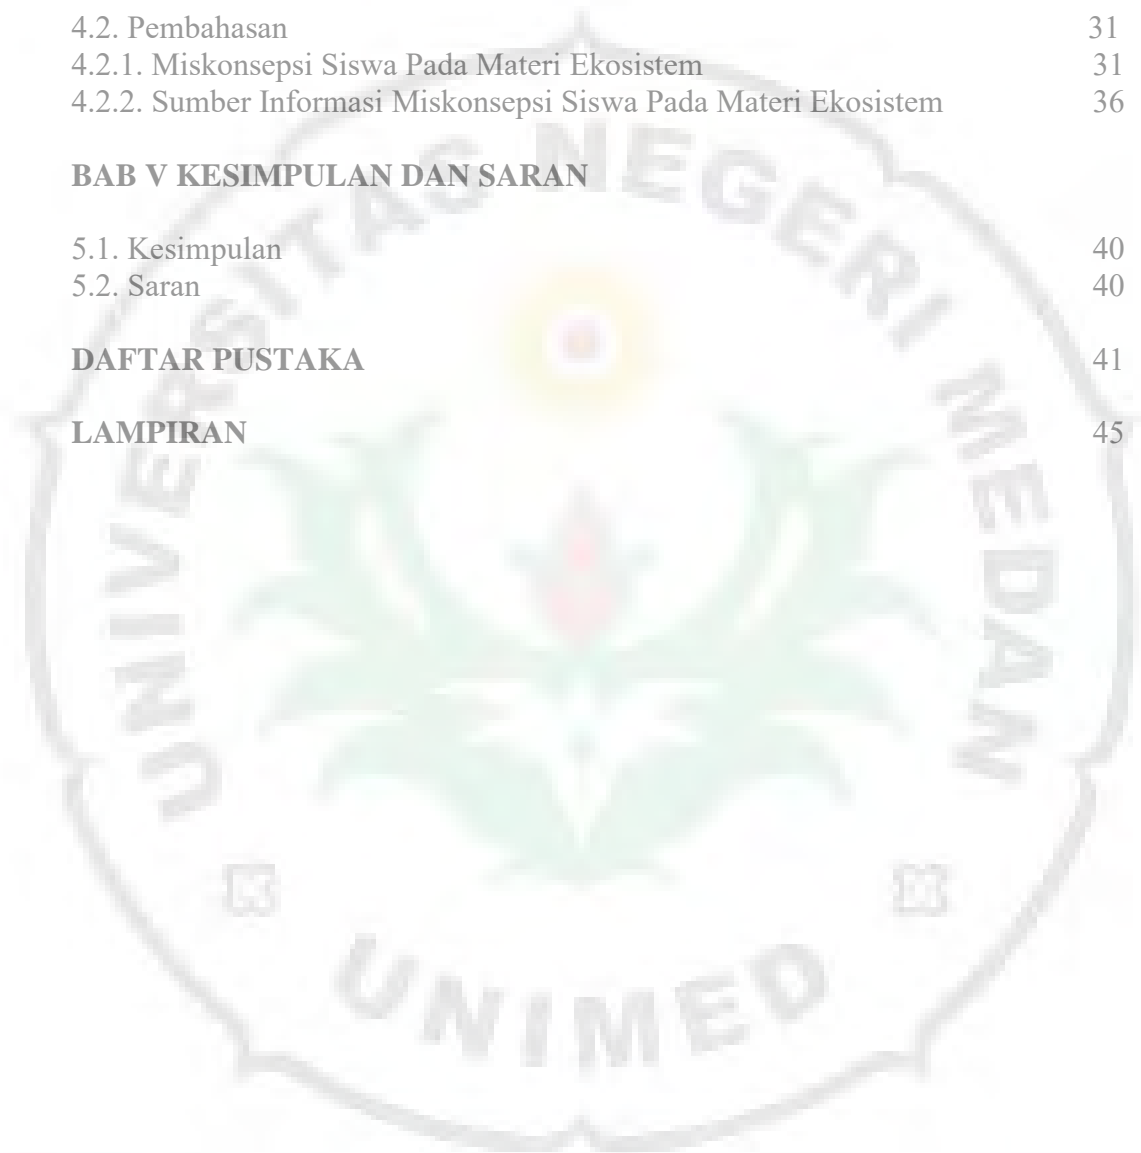 4.2. Pembahasan 31
4.2.1. Miskonsepsi Siswa Pada Materi Ekosistem 31
4.2.2. Sumber Informasi Miskonsepsi Siswa Pada Materi Ekosistem 36
BAB V KESIMPULAN DAN SARAN
5.1. Kesimpulan 40
5.2. Saran 40
DAFTAR PUSTAKA 41
LAMPIRAN 45
UNIVERSITAS NEGERI MEDAN
UNIMED